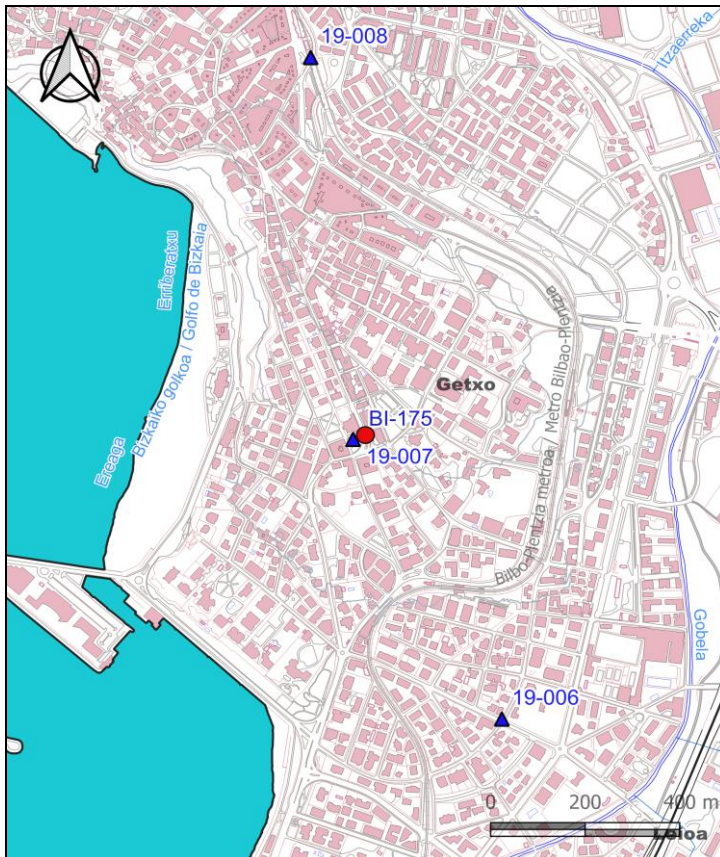 19-008
Itzaerreka
Erriberatxu
Bizkaiko golkoa / Golfo de Bizkaia
Ereaga
Bilbo-Plentzia metroa / Metro Bilbao-Plentzia
Getxo
BI-175
19-007
Gobela
19-006
0 200 400 m
Leioa